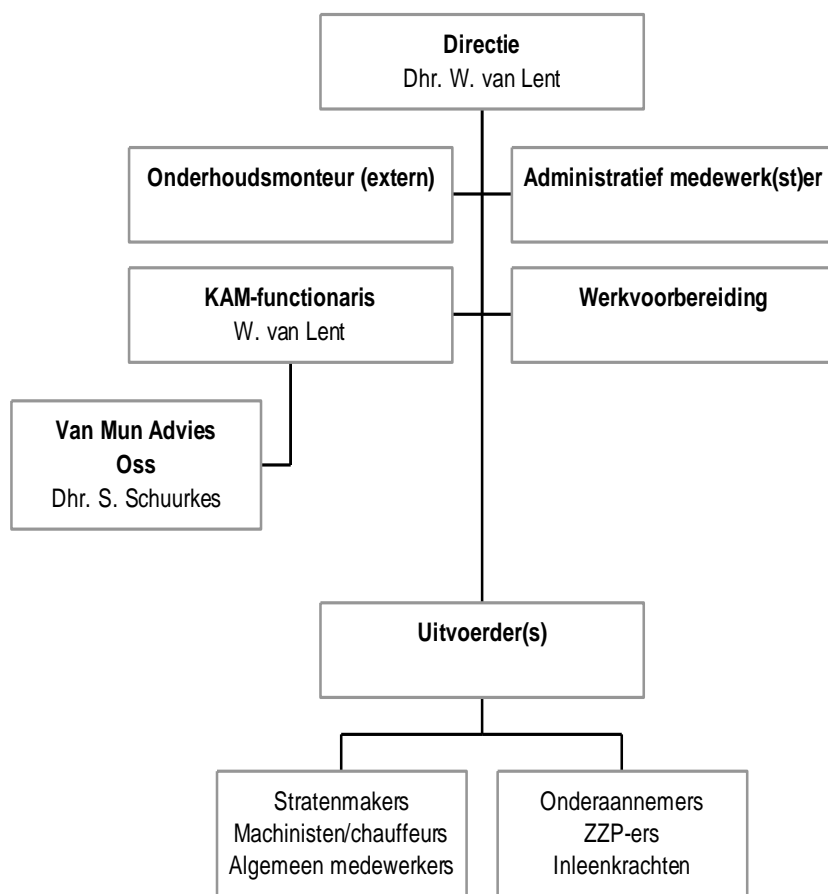 Directie
Dhr. W. van Lent
Onderhoudsmonteur (extern)
Administratief medewerk(st)er
KAM-functionaris
W. van Lent
Werkvoorbereiding
Van Mun Advies
Oss
Dhr. S. Schuurkes
Uitvoerder(s)
Stratenmakers
Machinisten/chauffeurs
Algemeen medewerkers
Onderaannemers
ZZP-ers
Inleenkrachten